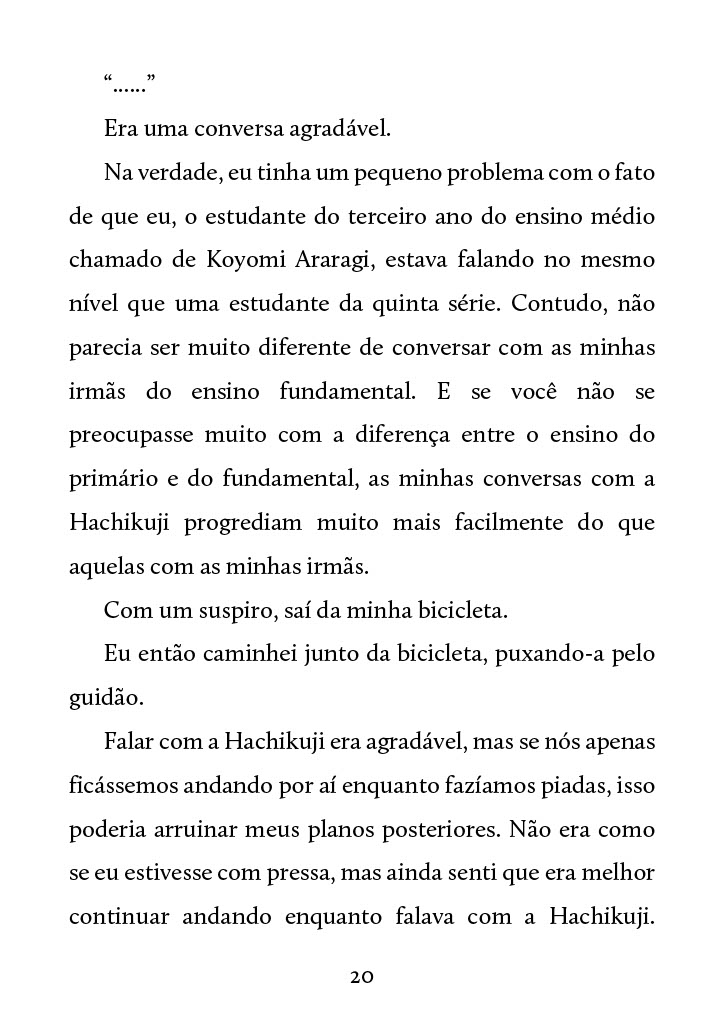 “......”
Era uma conversa agradável.
Na verdade, eu tinha um pequeno problema com o fato
de que eu, o estudante do terceiro ano do ensino médio
chamado de Koyomi Araragi, estava falando no mesmo
nível que uma estudante da quinta série. Contudo, não
parecia ser muito diferente de conversar com as minhas
irmãs do ensino fundamental. E se você não se
preocupasse muito com a diferença entre o ensino do
primário e do fundamental, as minhas conversas com a
Hachikuji progrediam muito mais facilmente do que
aquelas com as minhas irmãs.
Com um suspiro, saí da minha bicicleta.
Eu então caminhei junto da bicicleta, puxando-a pelo
guidão.
Falar com a Hachikuji era agradável, mas se nós apenas
ficássemos andando por aí enquanto fazíamos piadas, isso
poderia arruinar meus planos posteriores. Não era como
se eu estivesse com pressa, mas ainda senti que era melhor
continuar andando enquanto falava com a Hachikuji.
20